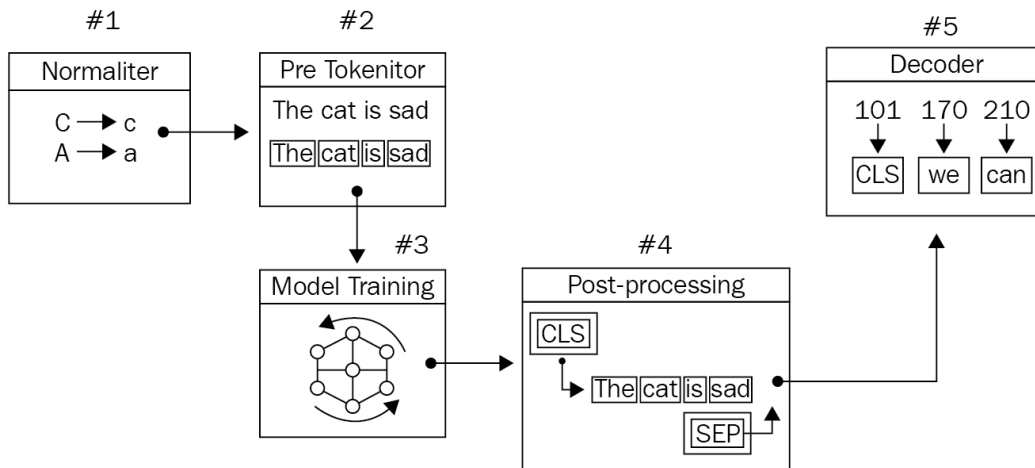 #1
Normaliter
C c
A a
#2
Pre Tokenitor
The cat is sad
The cat is sad
#3
Model Training
#4
Post-processing
CLS
The cat is sad
SEP
#5
Decoder
101 170 210
CLS we can